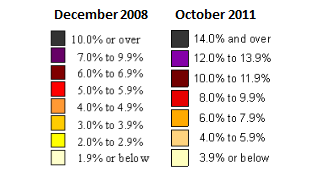 December 2008
10.0% or over
7.0% to 9.9%
6.0% to 6.9%
5.0% to 5.9%
4.0% to 4.9%
3.0% to 3.9%
2.0% to 2.9%
1.9% or below
October 2011
14.0% and over
12.0% to 13.9%
10.0% to 11.9%
8.0% to 9.9%
6.0% to 7.9%
4.0% to 5.9%
3.9% or below